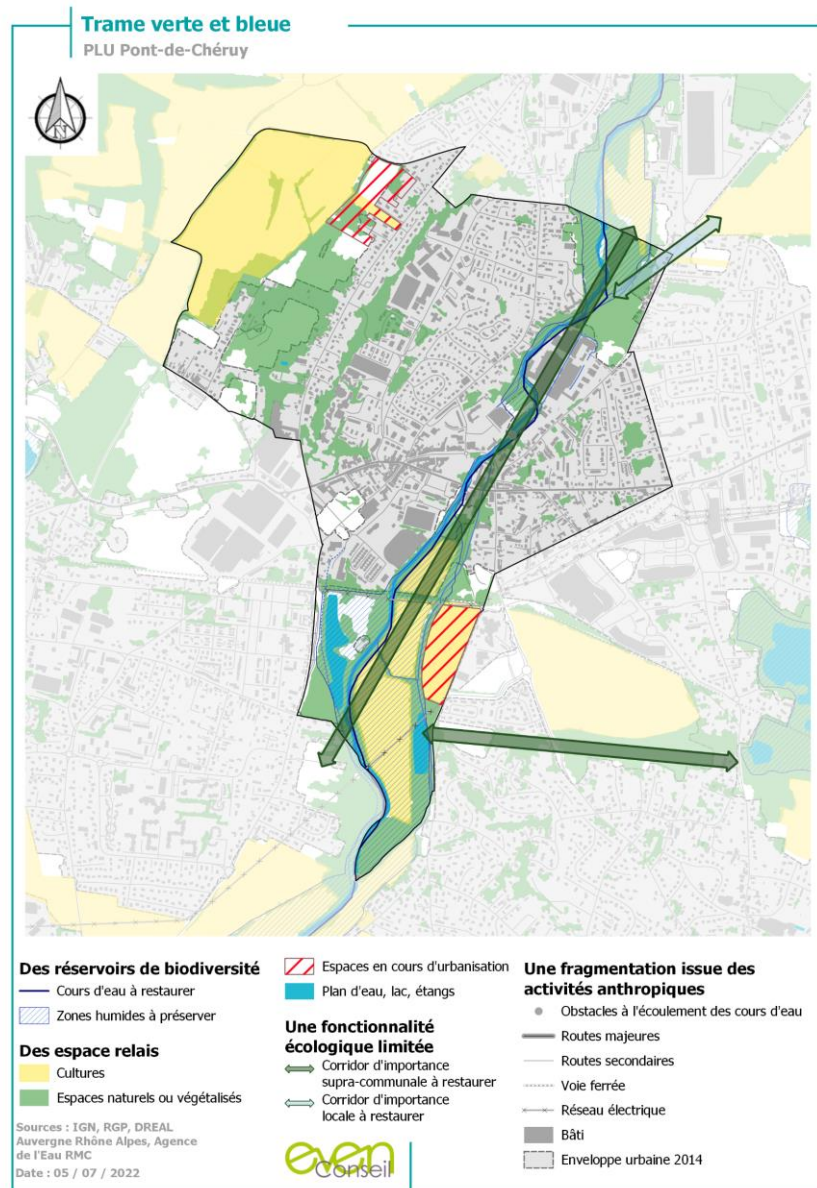 Trame verte et bleue
PLU Pont-de-Chéruy
N
Des réservoirs de biodiversité
Cours d'eau à restaurer
Zones humides à préserver
Des espace relais
Cultures
Espaces naturels ou végétalisés
Sources : IGN, RGP, DREAL
Auvergne Rhône Alpes, Agence
de l'Eau RMC
Date : 05 / 07 / 2022
Espaces en cours d'urbanisation
Plan d'eau, lac, étangs
Une fonctionnalité
écologique limitée
Corridor d'importance
supra-communale à restaurer
Corridor d'importance
locale à restaurer
even
Conseil
Une fragmentation issue des
activités anthropiques
Obstacles à l'écoulement des cours d'eau
Routes majeures
Routes secondaires
Voie ferrée
Réseau électrique
Bâti
Enveloppe urbaine 2014